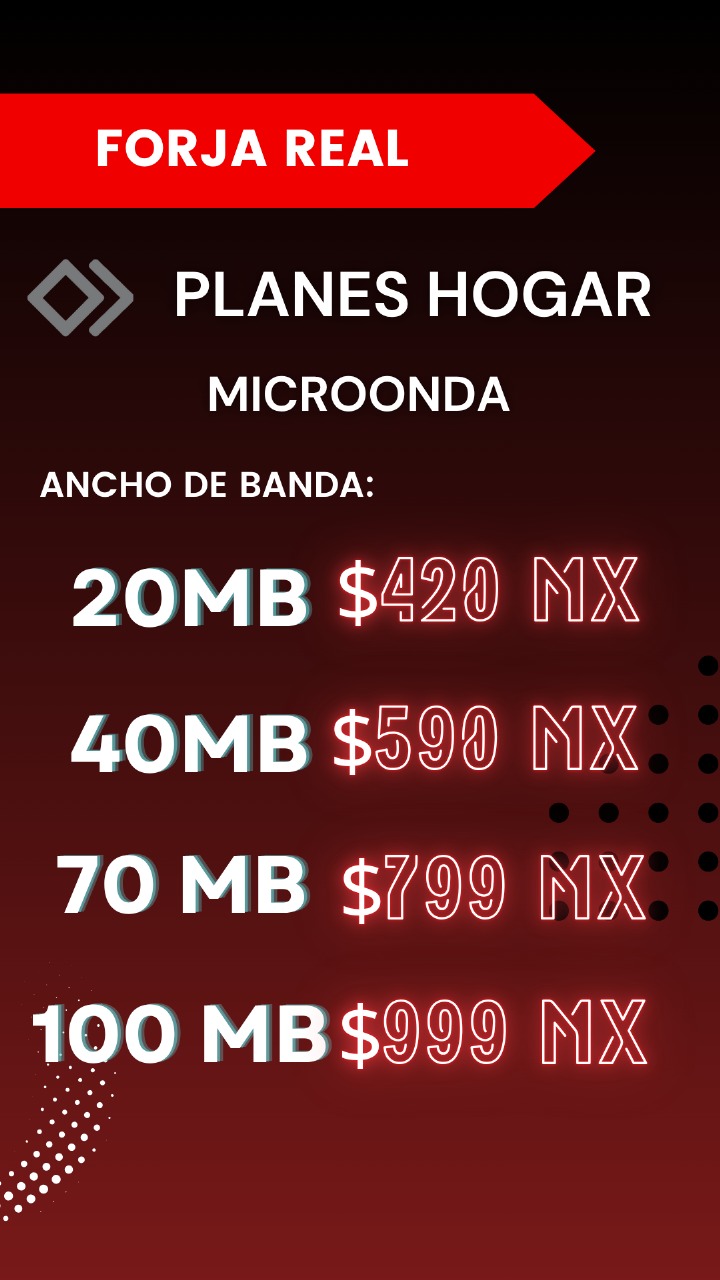 FORJA REAL
PLANES HOGAR
MICROONDA
ANCHO DE BANDA:
20MB $420 MX
40MB $590 MX
70 MB $799 MX
100 MB $999 MX